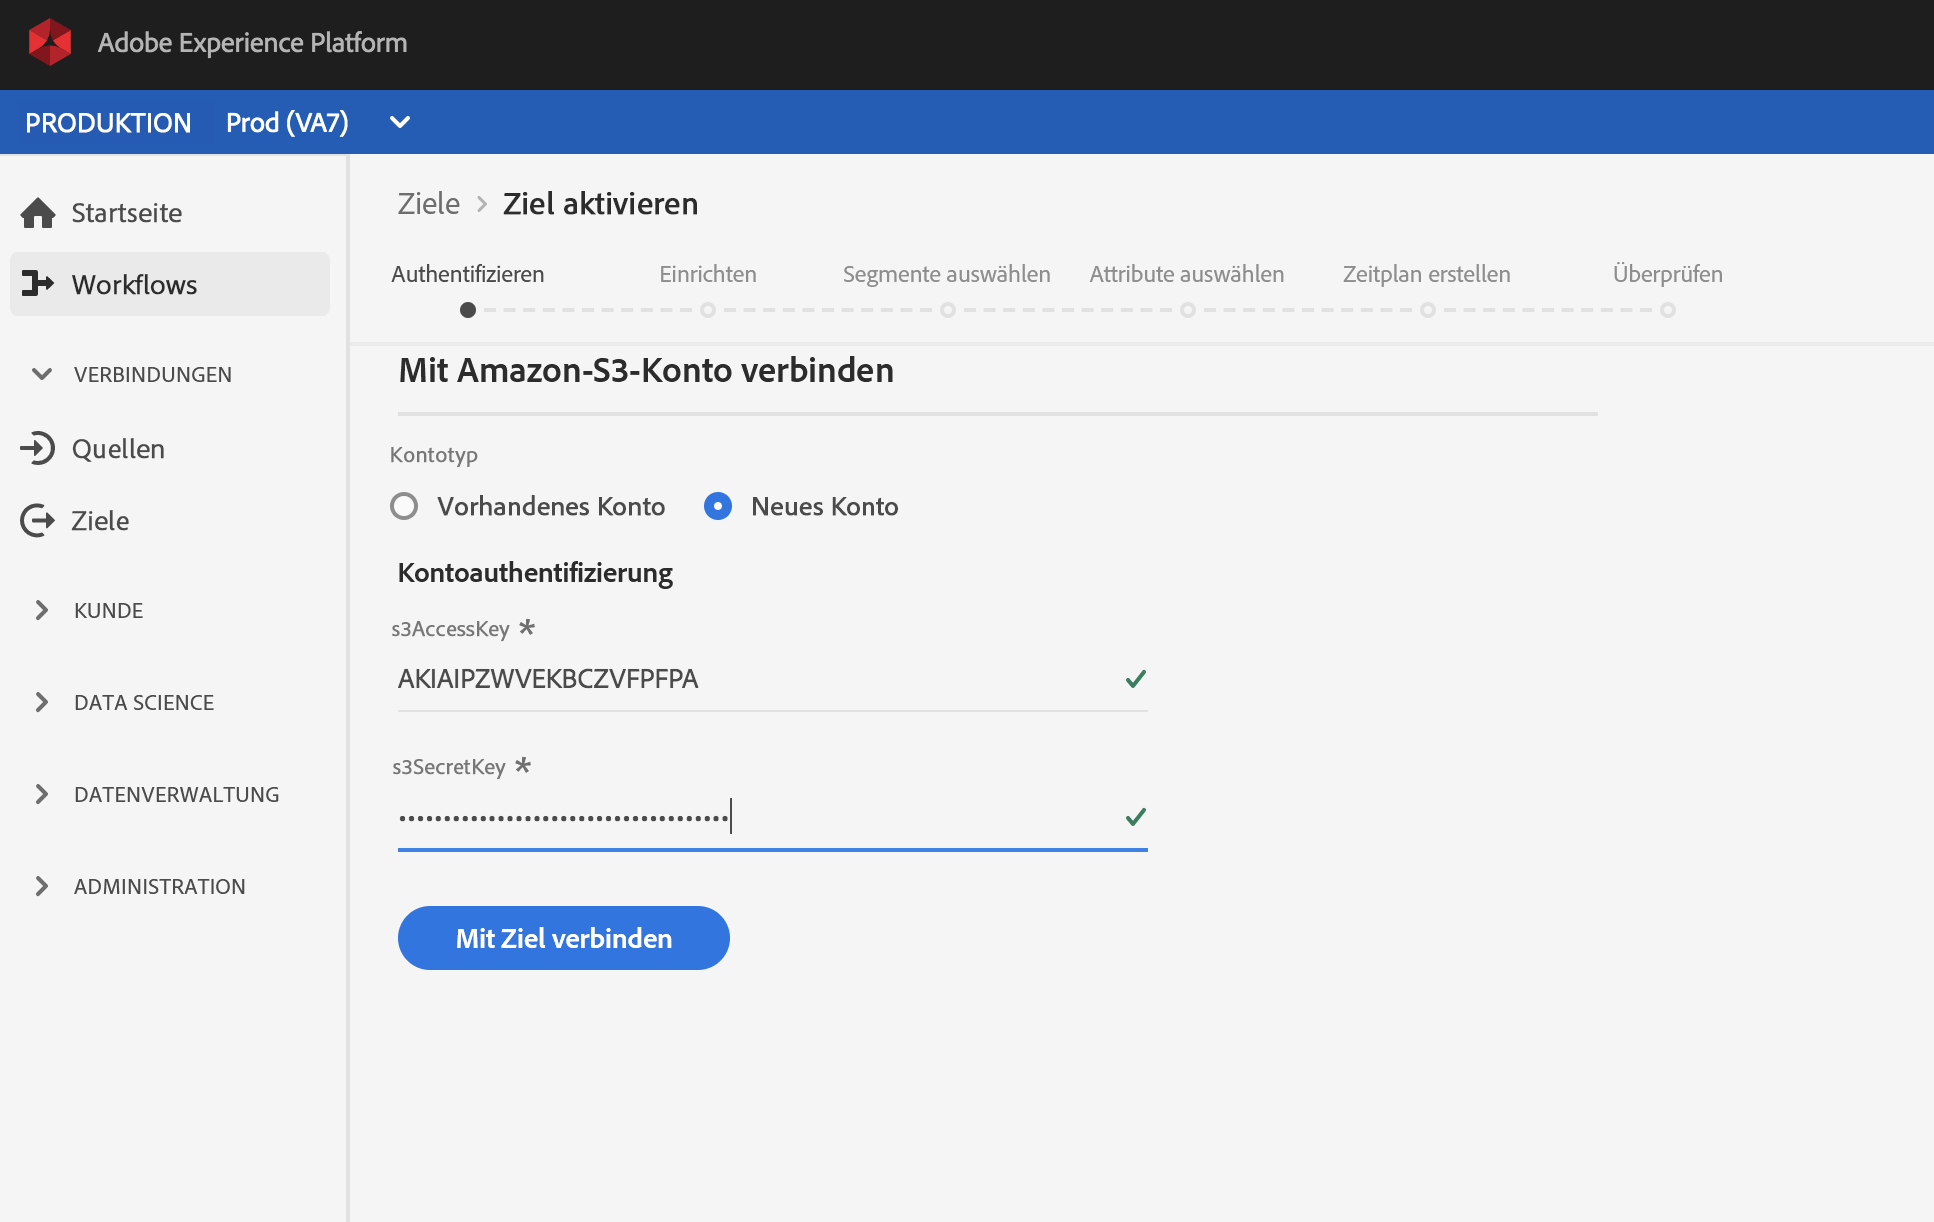 Adobe Experience Platform
PRODUKTION Prod (VA7)
Startseite
Workflows
VERBINDUNGEN
Quellen
Ziele
KUNDE
DATA SCIENCE
DATENVERWALTUNG
ADMINISTRATION
Ziele > Ziel aktivieren
Authentifizieren Einrichten Segmente auswählen Attribute auswählen Zeitplan erstellen Überprüfen
Mit Amazon-S3-Konto verbinden
Kontotyp
Vorhandenes Konto Neues Konto
Kontoauthentifizierung
s3AccessKey *
AKIAIPZWVEKBCZVFPFPA
s3SecretKey *
•••••••••••••••••••••••••••••••••••••
Mit Ziel verbinden